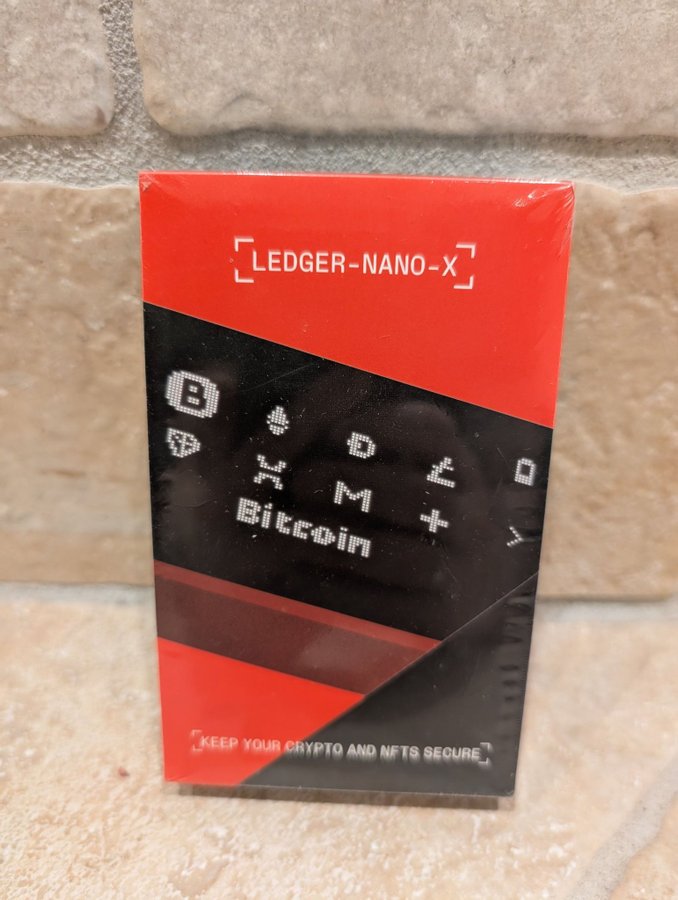 LEDGER-NANO-X
Bitcoin
KEEP YOUR CRYPTO AND NFTS SECURE